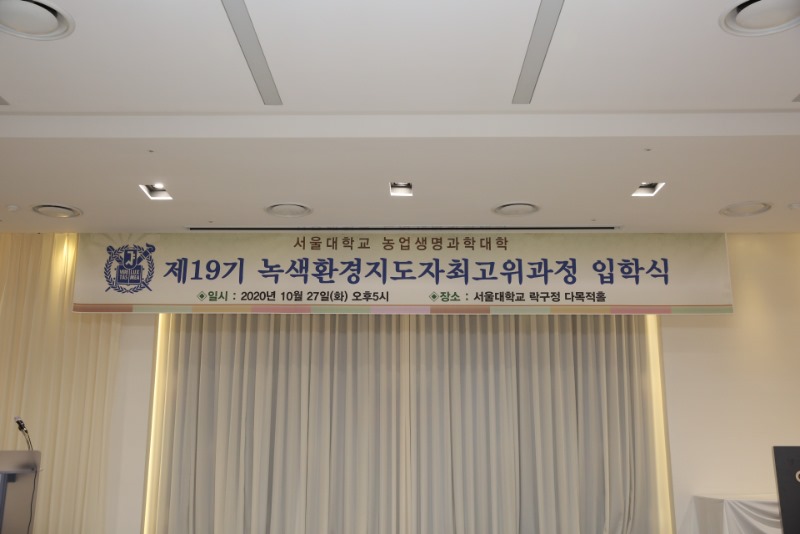 서울대학교 농업생명과학대학
제19기 녹색환경지도자최고위과정 입학식
◈일시 : 2020년 10월 27일(화) 오후5시 ◈장소 : 서울대학교 락구정 다목적홀